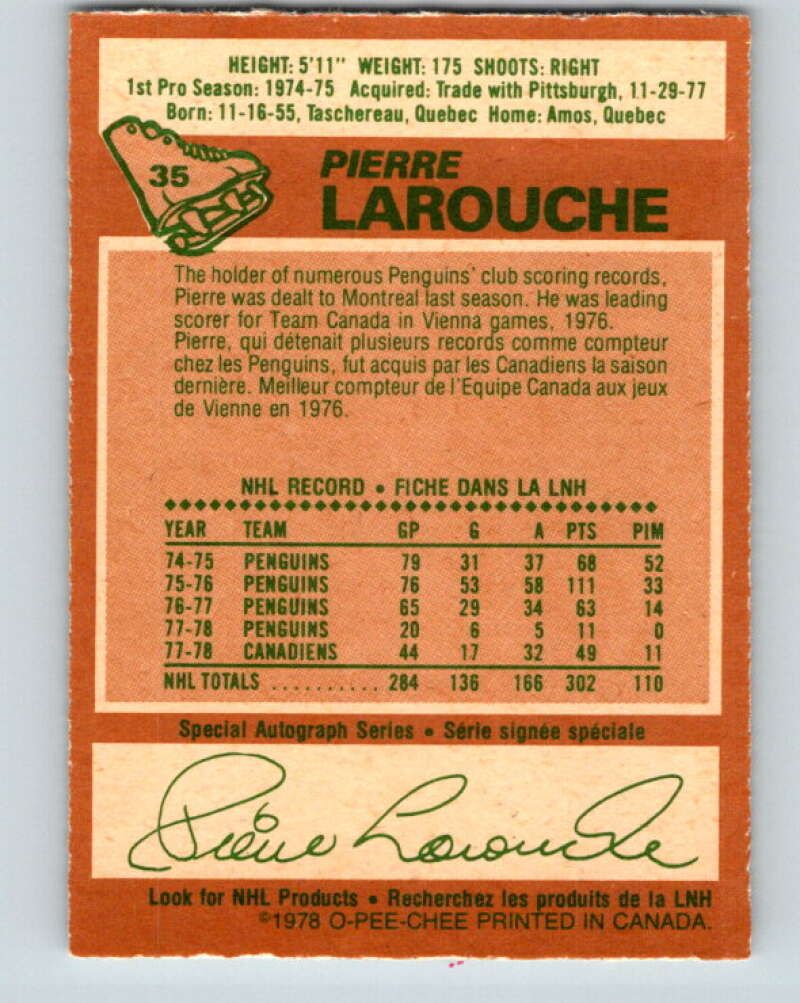 HEIGHT: 5'11" WEIGHT: 175 SHOOTS: RIGHT
1st Pro Season: 1974-75 Acquired: Trade with Pittsburgh, 11-29-77
Born: 11-16-55, Taschereau, Quebec Home: Amos, Quebec
35
PIERRE
LAROUCHE
The holder of numerous Penguins' club scoring records,
Pierre was dealt to Montreal last season. He was leading
scorer for Team Canada in Vienna games, 1976.
Pierre, qui détenait plusieurs records comme compteur
chez les Penguins, fut acquis par les Canadiens la saison
dernière. Meilleur compteur de l'Equipe Canada aux jeux
de Vienne en 1976.
NHL RECORD • FICHE DANS LA LNH
YEAR TEAM GP G A PTS PIM
74-75 PENGUINS 79 31 37 68 52
75-76 PENGUINS 76 53 58 111 33
76-77 PENGUINS 65 29 34 63 14
77-78 PENGUINS 20 6 5 11 0
77-78 CANADIENS 44 17 32 49 11
NHL TOTALS ........... 284 136 166 302 110
Special Autograph Series • Série signée spéciale
Pierre Larouche
Look for NHL Products • Recherchez les produits de la LNH
©1978 O-PEE-CHEE PRINTED IN CANADA.